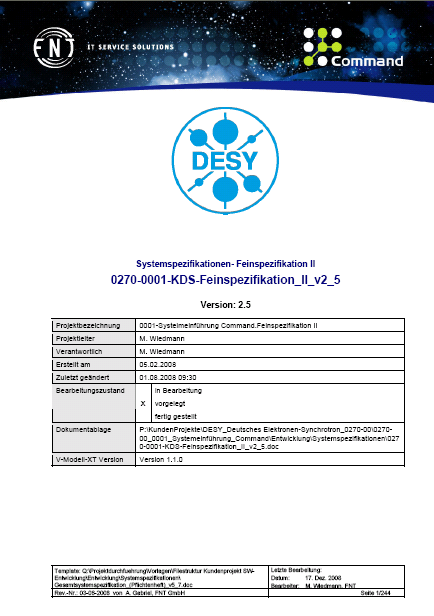 FNT IT SERVICE SOLUTIONS
Command
DESY
Systemspezifikationen- Feinspezifikation II
0270-0001-KDS-Feinspezifikation_II_v2_5
Version: 2.5
Projektbezeichnung 0001-Systeimeinführung Command.Feinspezifikation II
Projektleiter M. Wiedmann
Verantwortlich M. Wiedmann
Erstellt am 05.02.2008
Zuletzt geändert 01.08.2008 09:30
Bearbeitungszustand in Bearbeitung
X vorgelegt
fertig gestellt
Dokumentablage P:\KundenProjekte\DESY_Deutsches Elektronen-Synchrotron_0270-00\0270-
00_0001_Systemeinführung_Command\Entwicklung\Systemspezifikationen\027
0-0001-KDS-Feinspezifikation_II_v2_5.doc
V-Modell-XT Version Version 1.1.0
Template: Q:\Projektdurchfuehrung\Vorlagen\Filestruktur Kundenprojekt SW-
Entwicklung\Entwicklung\Systemspezifikationen\
Gesamtsystemspezifikation_(Pflichtenheft)_v5_7.doc
Rev.-Nr.: 03-06-2008 von A. Gabriel, FNT GmbH
Letzte Bearbeitung:
Datum: 17. Dez. 2008
Bearbeiter: M. Wiedmann, FNT
Seite 1/244